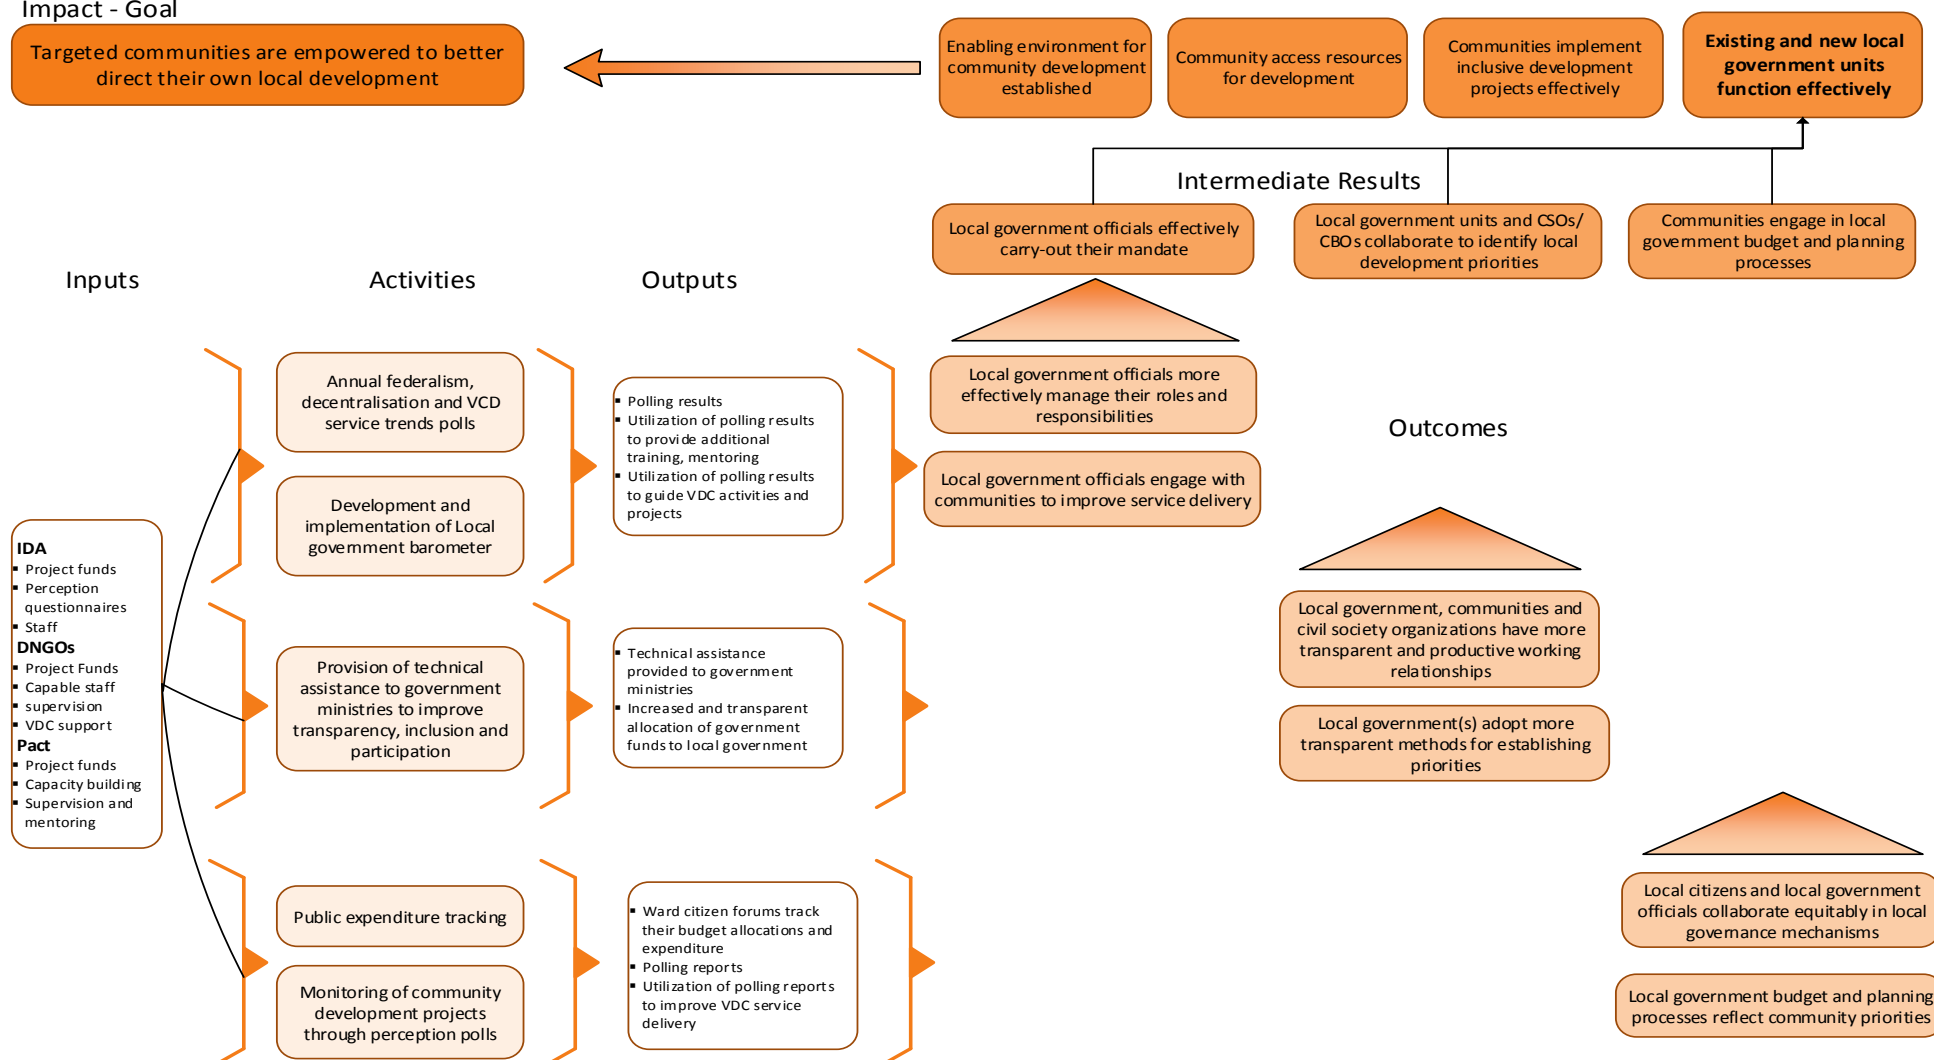 Impact - Goal
Targeted communities are empowered to better
direct their own local development
Enabling environment for
community development
established
Community access resources
for development
Communities implement
inclusive development
projects effectively
Existing and new local
government units
function effectively
Intermediate Results
Local government officials effectively
carry-out their mandate
Local government units and CSOs/
CBOs collaborate to identify local
development priorities
Communities engage in local
government budget and planning
processes
Inputs
Activities
Outputs
Outcomes
IDA
▪ Project funds
▪ Perception
questionnaires
▪ Staff
DNGOs
▪ Project Funds
▪ Capable staff
▪ supervision
▪ VDC support
Pact
▪ Project funds
▪ Capacity building
▪ Supervision and
mentoring
Annual federalism,
decentralisation and VCD
service trends polls
Development and
implementation of Local
government barometer
▪ Polling results
▪ Utilization of polling results
to provide additional
training, mentoring
▪ Utilization of polling results
to guide VDC activities and
projects
Local government officials more
effectively manage their roles and
responsibilities
Local government officials engage with
communities to improve service delivery
Provision of technical
assistance to government
ministries to improve
transparency, inclusion and
participation
▪ Technical assistance
provided to government
ministries
▪ Increased and transparent
allocation of government
funds to local government
Local government, communities and
civil society organizations have more
transparent and productive working
relationships
Local government(s) adopt more
transparent methods for establishing
priorities
Public expenditure tracking
Monitoring of community
development projects
through perception polls
▪ Ward citizen forums track
their budget allocations and
expenditure
▪ Polling reports
▪ Utilization of polling reports
to improve VDC service
delivery
Local citizens and local government
officials collaborate equitably in local
governance mechanisms
Local government budget and planning
processes reflect community priorities